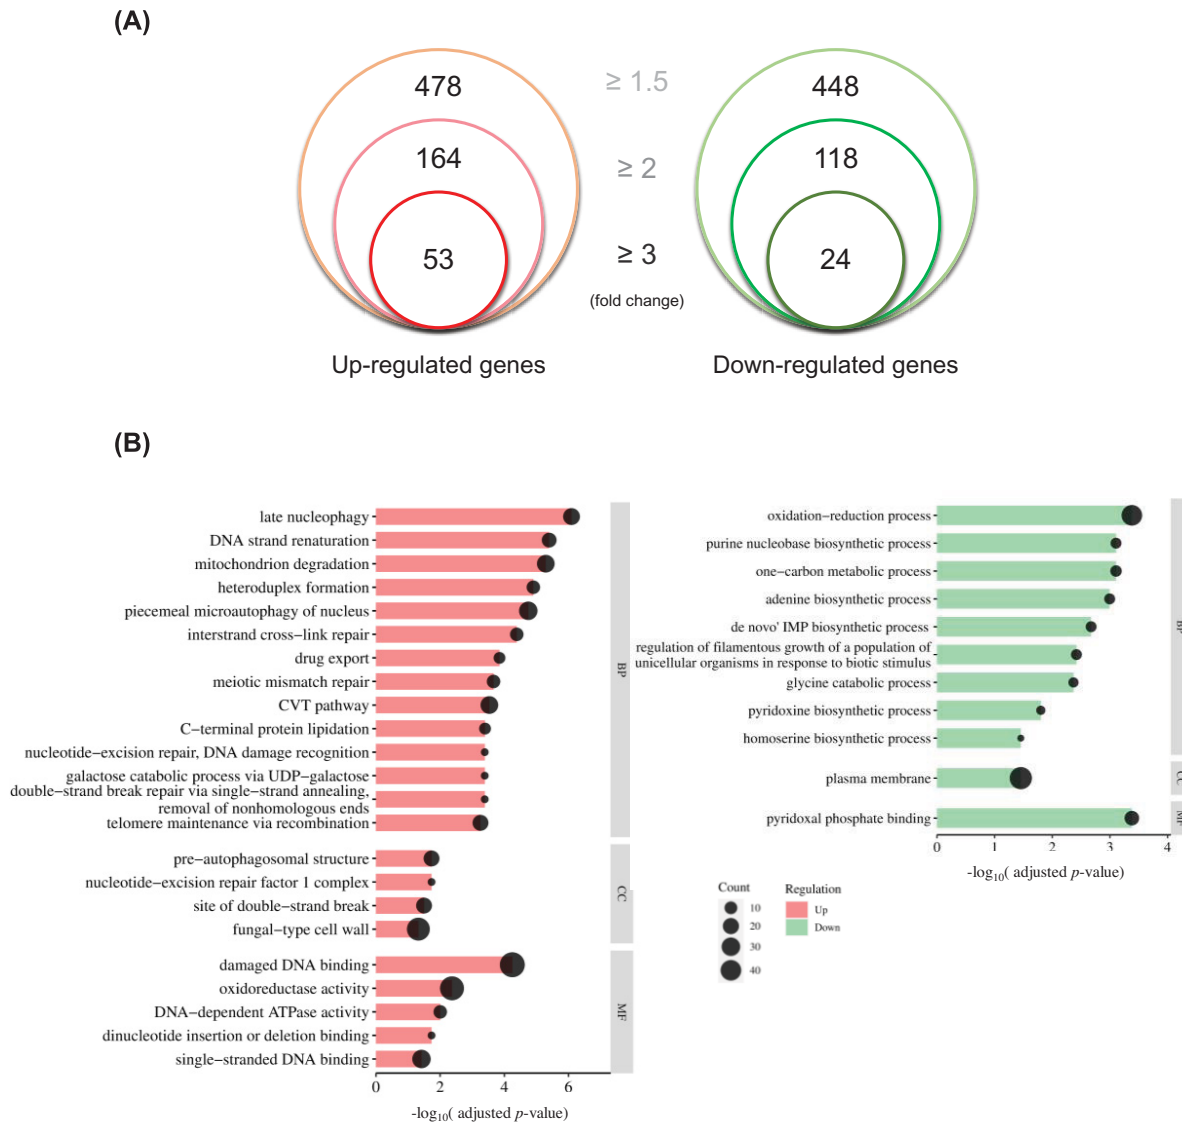 (A)
478
164
53
≥ 1.5
≥ 2
≥ 3
(fold change)
448
118
24
Up-regulated genes
Down-regulated genes
(B)
late nucleophagy
DNA strand renaturation
mitochondrion degradation
heteroduplex formation
piecemeal microautophagy of nucleus
interstrand cross−link repair
drug export
meiotic mismatch repair
CVT pathway
C−terminal protein lipidation
nucleotide−excision repair, DNA damage recognition
galactose catabolic process via UDP−galactose
double−strand break repair via single−strand annealing,
removal of nonhomologous ends
telomere maintenance via recombination
BP
pre−autophagosomal structure
nucleotide−excision repair factor 1 complex
site of double−strand break
fungal−type cell wall
CC
damaged DNA binding
oxidoreductase activity
DNA−dependent ATPase activity
dinucleotide insertion or deletion binding
single−stranded DNA binding
MF
0 2 4 6
-log10( adjusted p-value)
oxidation−reduction process
purine nucleobase biosynthetic process
one−carbon metabolic process
adenine biosynthetic process
de novo' IMP biosynthetic process
regulation of filamentous growth of a population of
unicellular organisms in response to biotic stimulus
glycine catabolic process
pyridoxine biosynthetic process
homoserine biosynthetic process
BP
plasma membrane
CC
pyridoxal phosphate binding
MF
0 1 2 3 4
-log10( adjusted p-value)
Count
10
20
30
40
Regulation
Up
Down